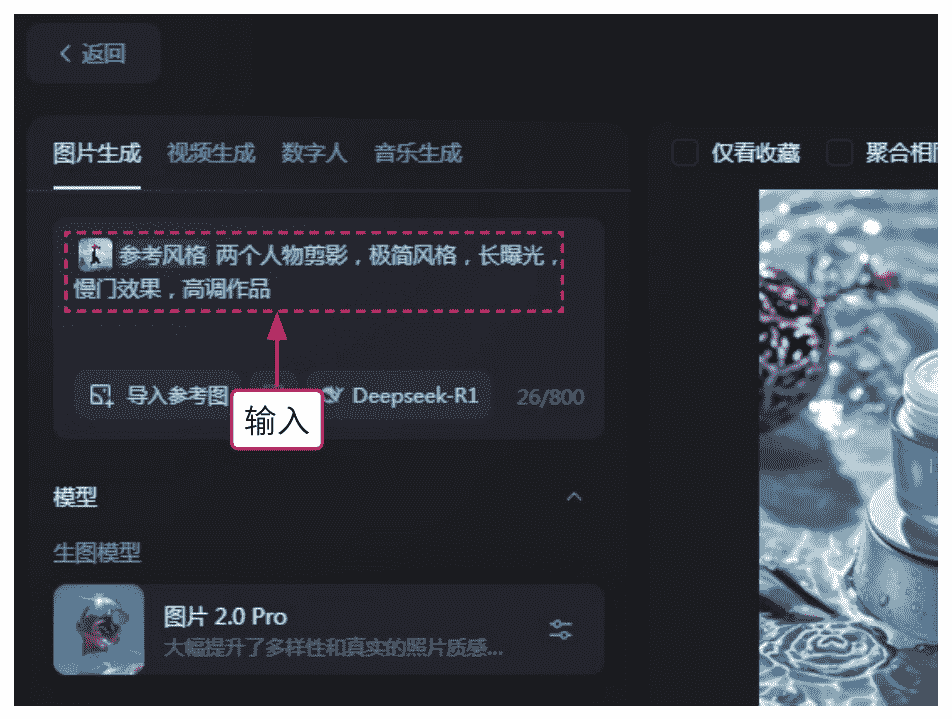 返回
图片生成 视频生成 数字人 音乐生成
仅看收藏 聚合相
参考风格 两个人物剪影，极简风格，长曝光，
慢门效果，高调作品
导入参考图 Deepseek-R1 26/800
输入
模型
生图模型
图片 2.0 Pro
大幅提升了多样性和真实的照片质感...